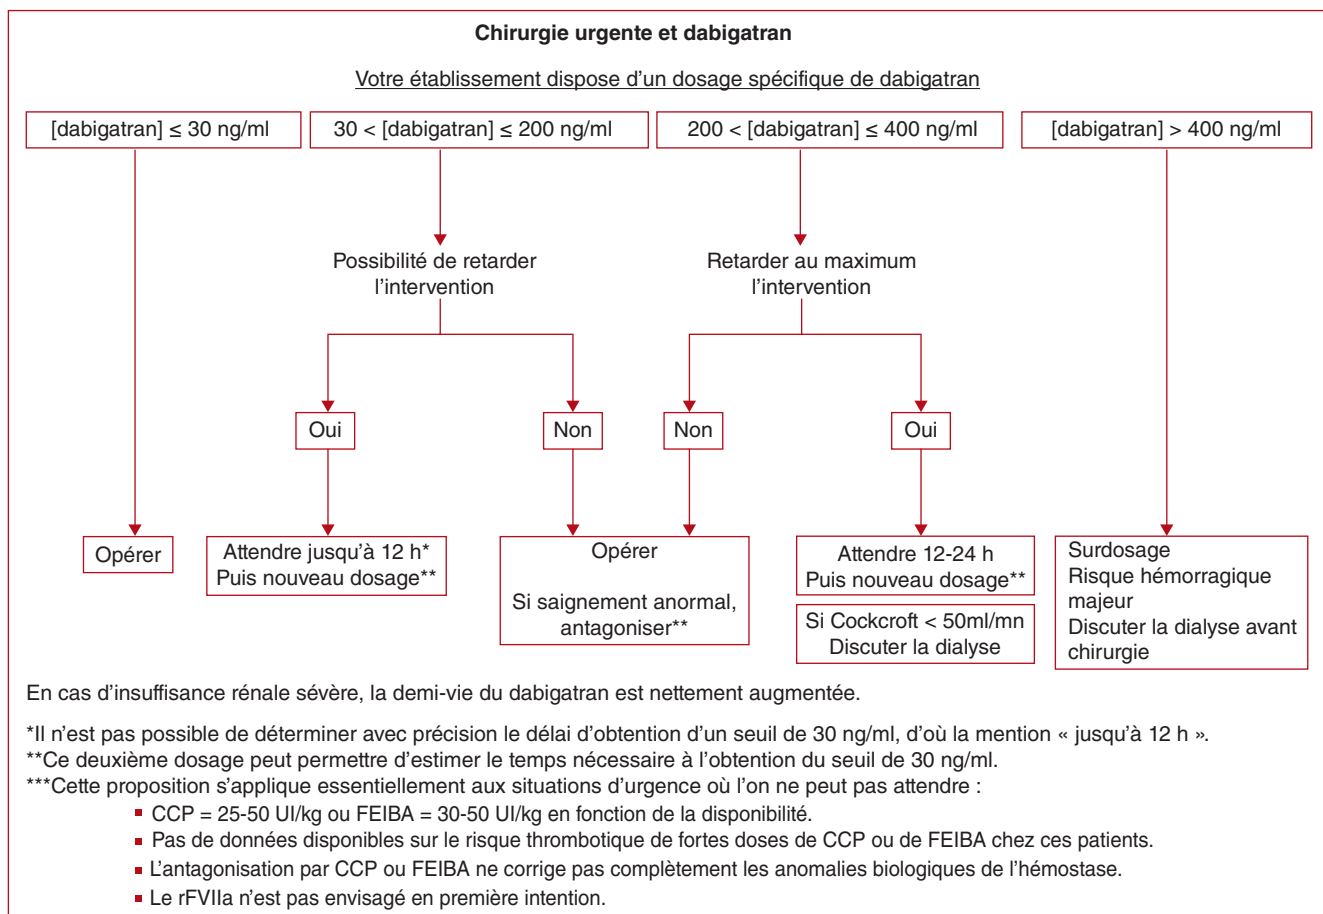 Chirurgie urgente et dabigatran
Votre établissement dispose d'un dosage spécifique de dabigatran
[dabigatran] ≤ 30 ng/ml
30 < [dabigatran] ≤ 200 ng/ml
200 < [dabigatran] ≤ 400 ng/ml
[dabigatran] > 400 ng/ml
Possibilité de retarder
l'intervention
Retarder au maximum
l'intervention
Oui
Non
Non
Oui
Opérer
Attendre jusqu'à 12 h*
Puis nouveau dosage**
Opérer
Si saignement anormal,
antagoniser**
Attendre 12-24 h
Puis nouveau dosage**
Si Cockcroft < 50ml/mn
Discuter la dialyse
Surdosage
Risque hémorragique
majeur
Discuter la dialyse avant
chirurgie
En cas d'insuffisance rénale sévère, la demi-vie du dabigatran est nettement augmentée.
*Il n'est pas possible de déterminer avec précision le délai d'obtention d'un seuil de 30 ng/ml, d'où la mention « jusqu'à 12 h ».
**Ce deuxième dosage peut permettre d'estimer le temps nécessaire à l'obtention du seuil de 30 ng/ml.
***Cette proposition s'applique essentiellement aux situations d'urgence où l'on ne peut pas attendre :
▪ CCP = 25-50 UI/kg ou FEIBA = 30-50 UI/kg en fonction de la disponibilité.
▪ Pas de données disponibles sur le risque thrombotique de fortes doses de CCP ou de FEIBA chez ces patients.
▪ L'antagonisation par CCP ou FEIBA ne corrige pas complètement les anomalies biologiques de l'hémostase.
▪ Le rFVIIa n'est pas envisagé en première intention.